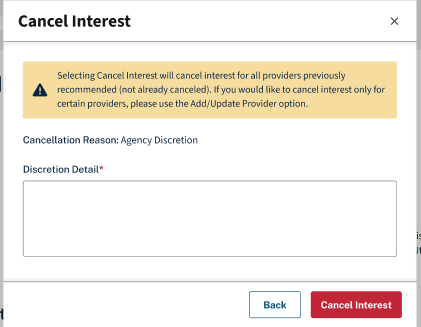 Cancel Interest
Selecting Cancel Interest will cancel interest for all providers previously
recommended (not already canceled). If you would like to cancel interest only for
certain providers, please use the Add/Update Provider option.
Cancellation Reason: Agency Discretion
Discretion Detail*
Back
Cancel Interest